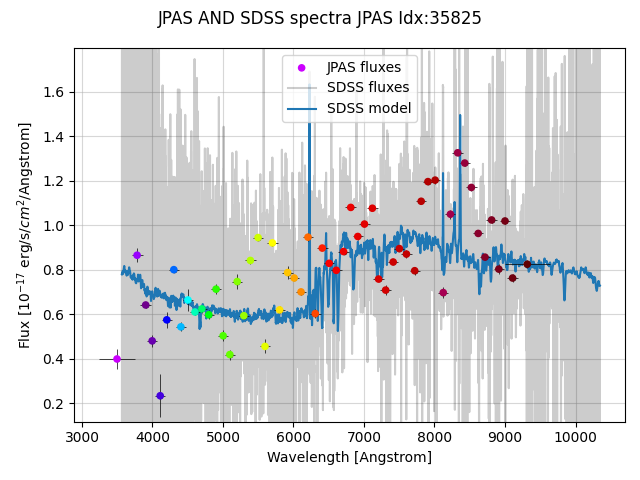 JPAS AND SDSS spectra JPAS Idx:35825
JPAS fluxes
SDSS fluxes
SDSS model
1.6
1.4
1.2
1.0
0.8
0.6
0.4
0.2
Flux [10⁻¹⁷ erg/s/cm²/Angstrom]
3000 4000 5000 6000 7000 8000 9000 10000
Wavelength [Angstrom]